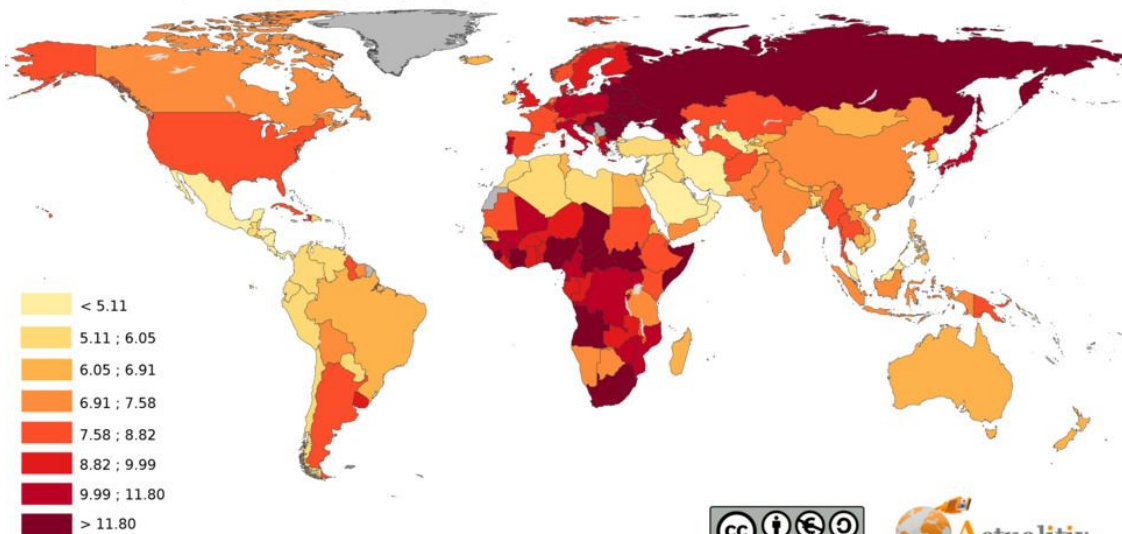 < 5.11
5.11 ; 6.05
6.05 ; 6.91
6.91 ; 7.58
7.58 ; 8.82
8.82 ; 9.99
9.99 ; 11.80
> 11.80
cc